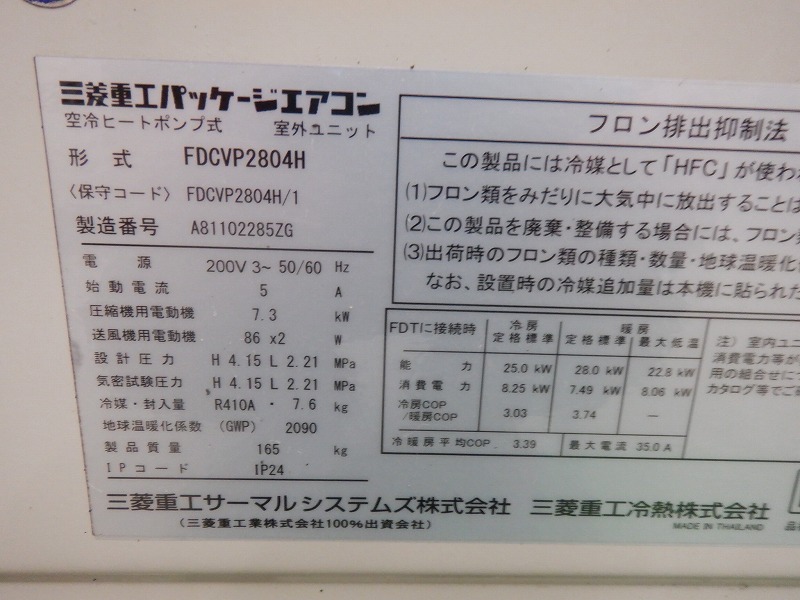 三菱重工パッケージエアコン
空冷ヒートポンプ式 室外ユニット
形式 FDCVP2804H
〈保守コード〉 FDCVP2804H/1
製造番号 A81102285ZG
電源 200V 3~ 50/60 Hz
始動電流 5 A
圧縮機用電動機 7.3 kW
送風機用電動機 86 x2 W
設計圧力 H 4.15 L 2.21 MPa
気密試験圧力 H 4.15 L 2.21 MPa
冷媒・封入量 R410A ・ 7.6 kg
地球温暖化係数 (GWP) 2090
製品質量 165 kg
IPコード IP24
フロン排出抑制法
この製品には冷媒として「HFC」が使わ
(1)フロン類をみだりに大気中に放出することは
(2)この製品を廃棄・整備する場合には、フロン
(3)出荷時のフロン類の種類・数量・地球温暖化
なお、設置時の冷媒追加量は本機に貼られた
FDTに接続時 冷房 暖房
定格標準 定格標準 最大低温
能力 25.0 kW 28.0 kW 22.8 kW
消費電力 8.25 kW 7.49 kW 8.06 kW
冷房COP/暖房COP 3.03 3.74 —
冷暖房平均COP 3.39 最大電流 35.0 A
注) 室内ユニ
消費電力等が
用の組合せに
カタログ等でご
三菱重工サーマルシステムズ株式会社 三菱重工冷熱株式会社
(三菱重工業株式会社100%出資会社) MADE IN THAILAND